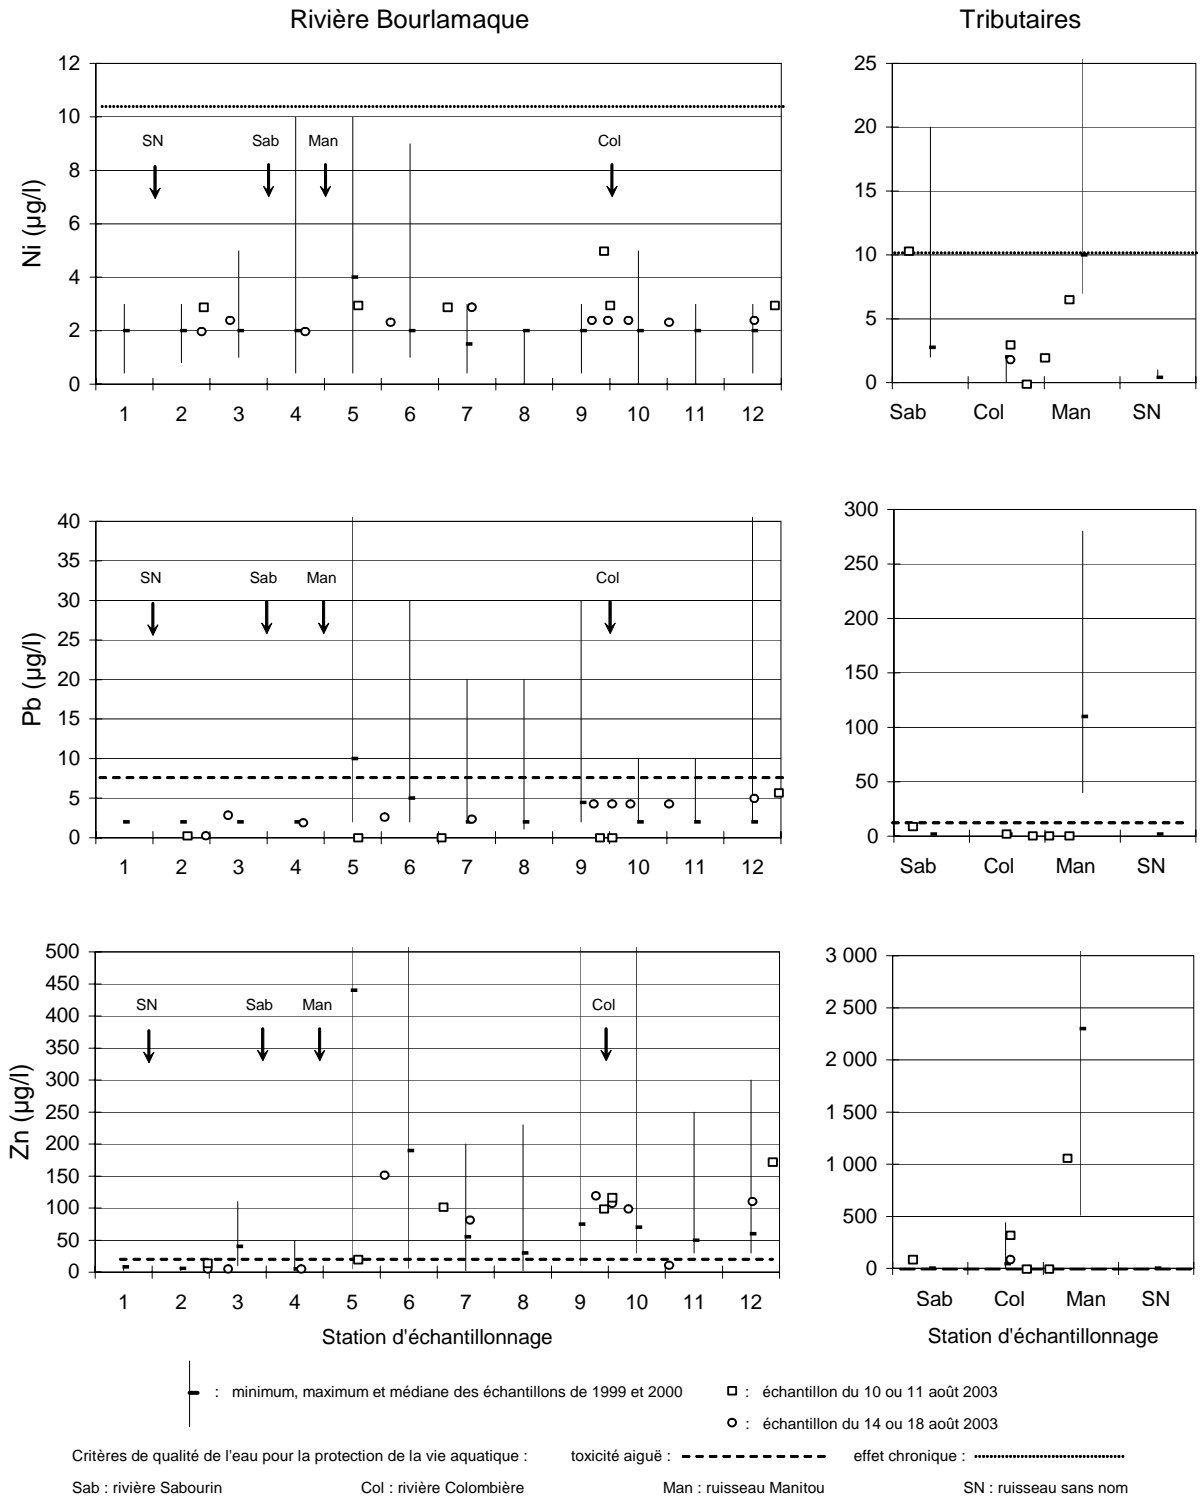 Rivière Bourlamaque
Tributaires
Ni (µg/l)
12
10
8
6
4
2
0
SN
Sab
Man
Col
1 2 3 4 5 6 7 8 9 10 11 12
25
20
15
10
5
0
Sab Col Man SN
Pb (µg/l)
40
35
30
25
20
15
10
5
0
SN
Sab
Man
Col
1 2 3 4 5 6 7 8 9 10 11 12
300
250
200
150
100
50
0
Sab Col Man SN
Zn (µg/l)
500
450
400
350
300
250
200
150
100
50
0
SN
Sab
Man
Col
1 2 3 4 5 6 7 8 9 10 11 12
Station d'échantillonnage
3 000
2 500
2 000
1 500
1 000
500
0
Sab Col Man SN
Station d'échantillonnage
: minimum, maximum et médiane des échantillons de 1999 et 2000
: échantillon du 10 ou 11 août 2003
: échantillon du 14 ou 18 août 2003
Critères de qualité de l'eau pour la protection de la vie aquatique : toxicité aiguë : effet chronique :
Sab : rivière Sabourin Col : rivière Colombière Man : ruisseau Manitou SN : ruisseau sans nom